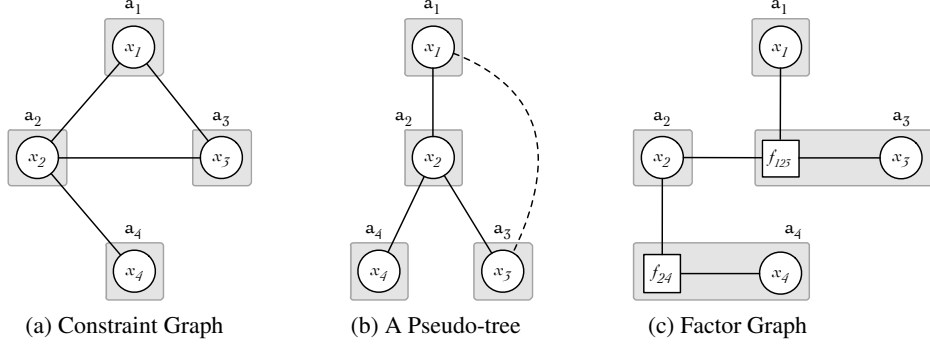 a₁
x₁
a₂
x₂
a₃
x₃
a₄
x₄
(a) Constraint Graph
a₁
x₁
a₂
x₂
a₄
x₄
a₃
x₃
(b) A Pseudo-tree
a₁
x₁
a₂
x₂
f₁₂₃
a₃
x₃
a₄
f₂₄
x₄
(c) Factor Graph